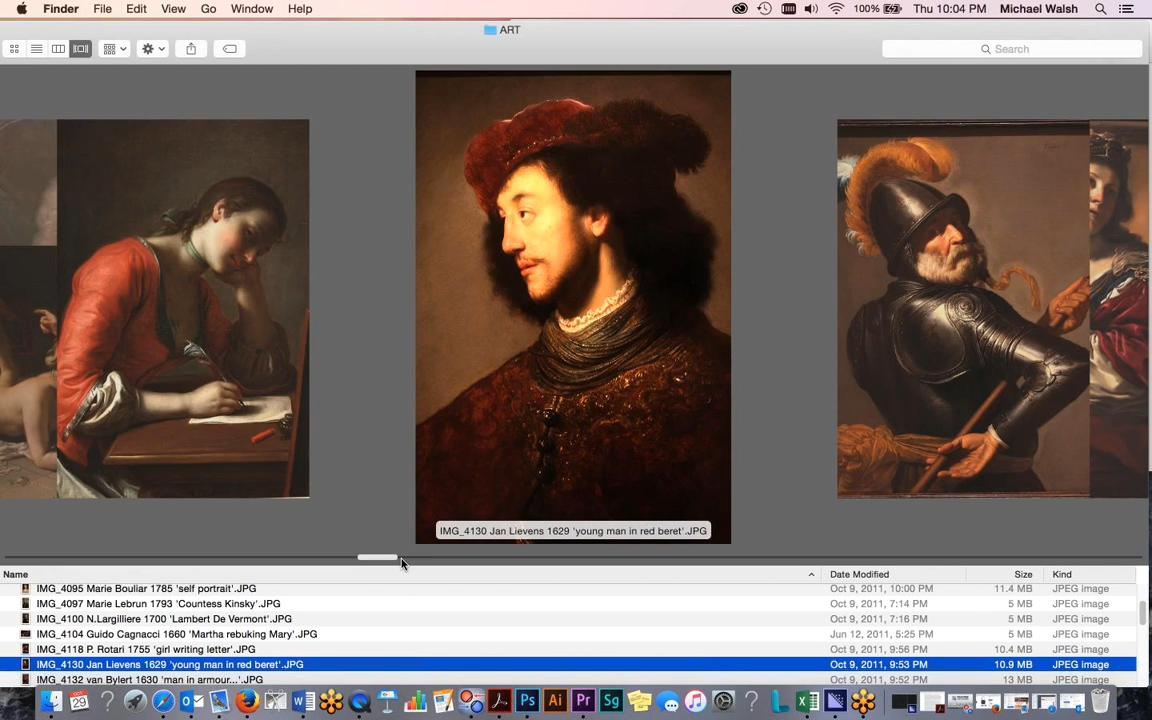 Finder File Edit View Go Window Help 100% Thu 10:04 PM Michael Walsh
ART
Search
IMG_4130 Jan Lievens 1629 'young man in red beret'.JPG
Name Date Modified Size Kind
IMG_4095 Marie Bouliar 1785 'self portrait'.JPG Oct 9, 2011, 10:00 PM 11.4 MB JPEG image
IMG_4097 Marie Lebrun 1793 'Countess Kinsky'.JPG Oct 9, 2011, 7:14 PM 5 MB JPEG image
IMG_4100 N.Largilliere 1700 'Lambert De Vermont'.JPG Oct 9, 2011, 7:16 PM 5 MB JPEG image
IMG_4104 Guido Cagnacci 1660 'Martha rebuking Mary'.JPG Jun 12, 2011, 5:25 PM 5 MB JPEG image
IMG_4118 P. Rotari 1755 'girl writing letter'.JPG Oct 9, 2011, 9:56 PM 10.4 MB JPEG image
IMG_4130 Jan Lievens 1629 'young man in red beret'.JPG Oct 9, 2011, 9:53 PM 10.9 MB JPEG image
IMG_4132 van Bylert 1630 'man in armour...'.JPG Oct 9, 2011, 9:52 PM 13 MB JPEG image
29 ? W Ps Ai Pr Sg ? L X